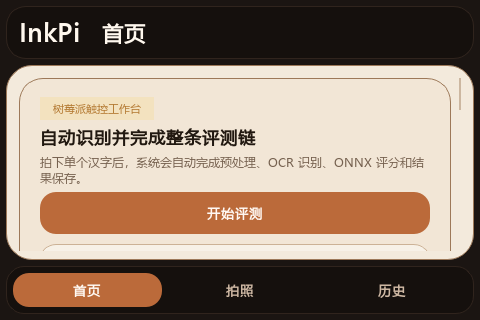 InkPi 首页
树莓派触控工作台
自动识别并完成整条评测链
拍下单个汉字后，系统会自动完成预处理、OCR 识别、ONNX 评分和结
果保存。
开始评测
首页 拍照 历史